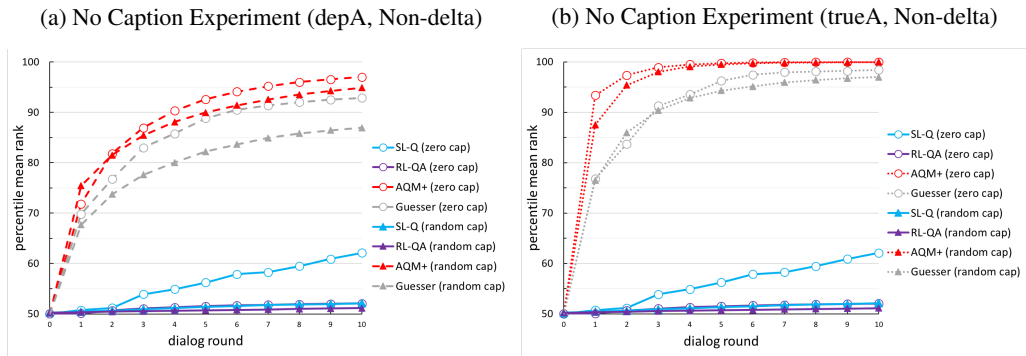 (a) No Caption Experiment (depA, Non-delta)
100
90
80
70
60
50
percentile mean rank
0 1 2 3 4 5 6 7 8 9 10
dialog round
SL-Q (zero cap)
RL-QA (zero cap)
AQM+ (zero cap)
Guesser (zero cap)
SL-Q (random cap)
RL-QA (random cap)
AQM+ (random cap)
Guesser (random cap)
(b) No Caption Experiment (trueA, Non-delta)
100
90
80
70
60
50
percentile mean rank
0 1 2 3 4 5 6 7 8 9 10
dialog round
SL-Q (zero cap)
RL-QA (zero cap)
AQM+ (zero cap)
Guesser (zero cap)
SL-Q (random cap)
RL-QA (random cap)
AQM+ (random cap)
Guesser (random cap)